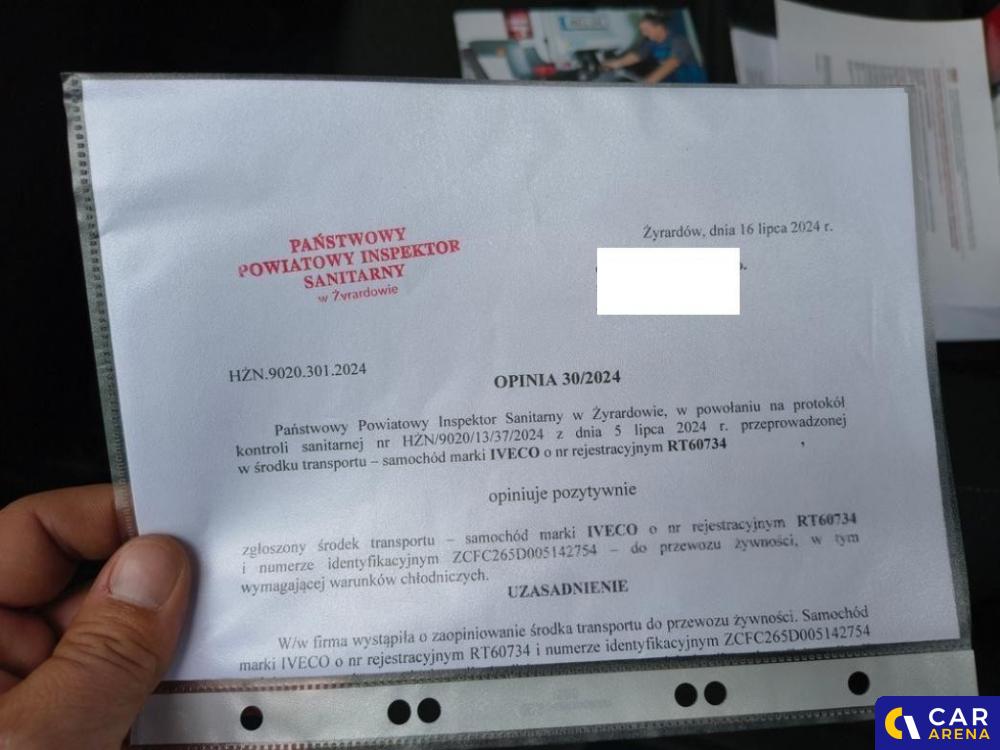 Żyrardów, dnia 16 lipca 2024 r.
PAŃSTWOWY
POWIATOWY INSPEKTOR
SANITARNY
w Żyrardowie
HŻN.9020.301.2024
OPINIA 30/2024
Państwowy Powiatowy Inspektor Sanitarny w Żyrardowie, w powołaniu na protokół
kontroli sanitarnej nr HŻN/9020/13/37/2024 z dnia 5 lipca 2024 r. przeprowadzonej
w środku transportu – samochód marki IVECO o nr rejestracyjnym RT60734
opiniuje pozytywnie
zgłoszony środek transportu – samochód marki IVECO o nr rejestracyjnym RT60734
i numerze identyfikacyjnym ZCFC265D005142754 – do przewozu żywności, w tym
wymagającej warunków chłodniczych.
UZASADNIENIE
W/w firma wystąpiła o zaopiniowanie środka transportu do przewozu żywności. Samochód
marki IVECO o nr rejestracyjnym RT60734 i numerze identyfikacyjnym ZCFC265D005142754
CAR
ARENA